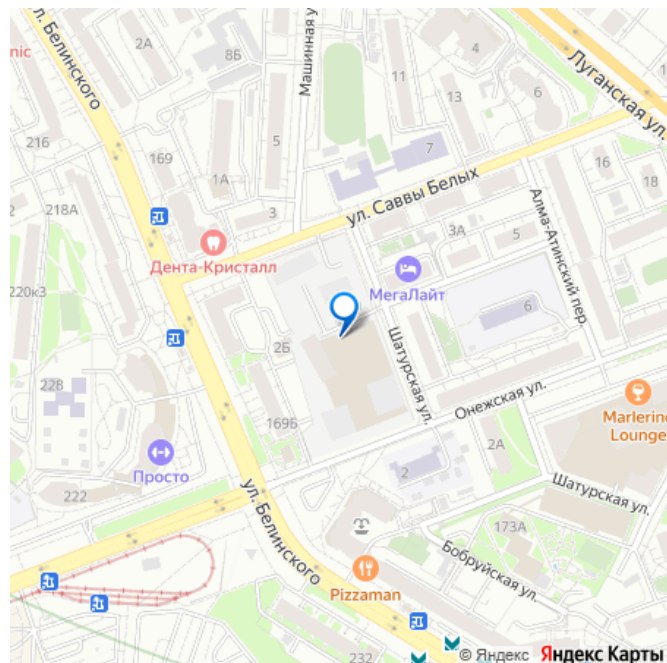 ул. Белинского
2А
8Б
Машинная у
4
nic
11
Луганская ул.
13
6
216
169
5
7
16
1А
ул. Саввы Белых
18
218А
3
3А
5
Алма-Атинский пер.
Дента-Кристалл
220к3
МегаЛайт
6
2Б
Шатурская ул.
228
Онежская ул.
169Б
Marlerino
Lounge
2А
Просто
2
222
Шатурская ул.
ул. Белинского
173А
Бобруйская ул.
Pizzaman
232
© Яндекс Яндекс Карты